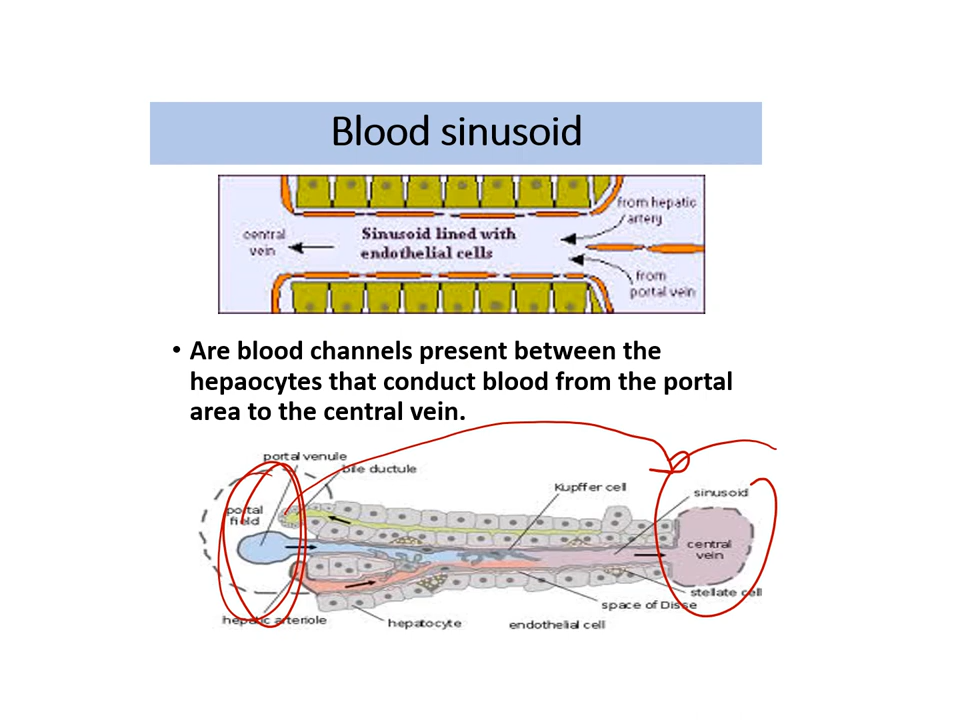 Blood sinusoid
from hepatic
artery
central
vein
Sinusoid lined with
endothelial cells
from
portal vein
• Are blood channels present between the
hepaocytes that conduct blood from the portal
area to the central vein.
portal venule
bile ductule
Kupffer cell
sinusoid
portal
field
central
vein
stellate cell
space of Disse
hepatic arteriole
hepatocyte
endothelial cell